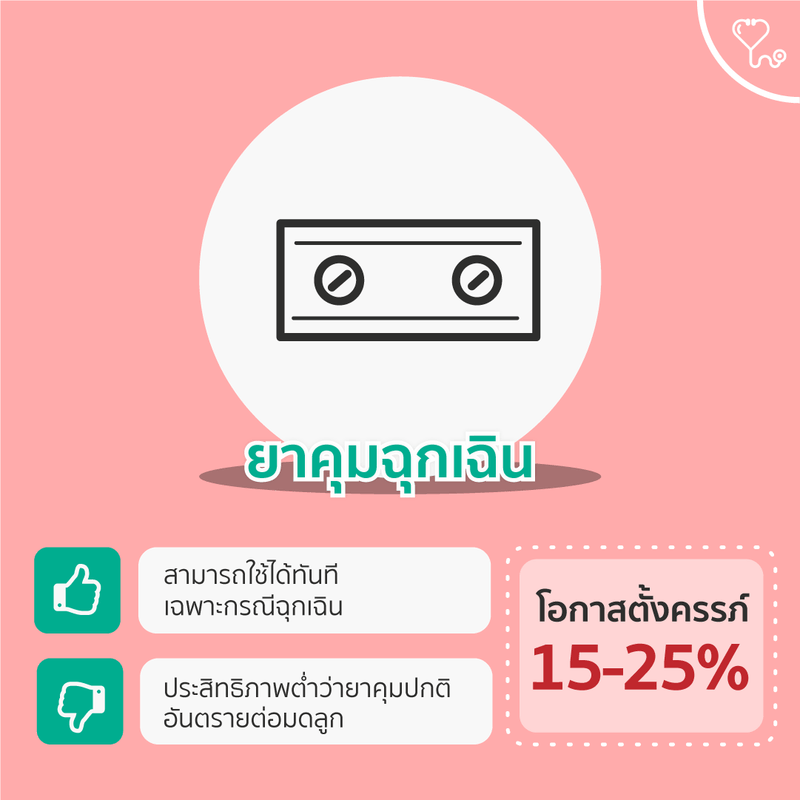 ยาคุมฉุกเฉิน
สามารถใช้ได้ทันที
เฉพาะกรณีฉุกเฉิน
ประสิทธิภาพต่ำว่ายาคุมปกติ
อันตรายต่อมดลูก
โอกาสตั้งครรภ์
15-25%